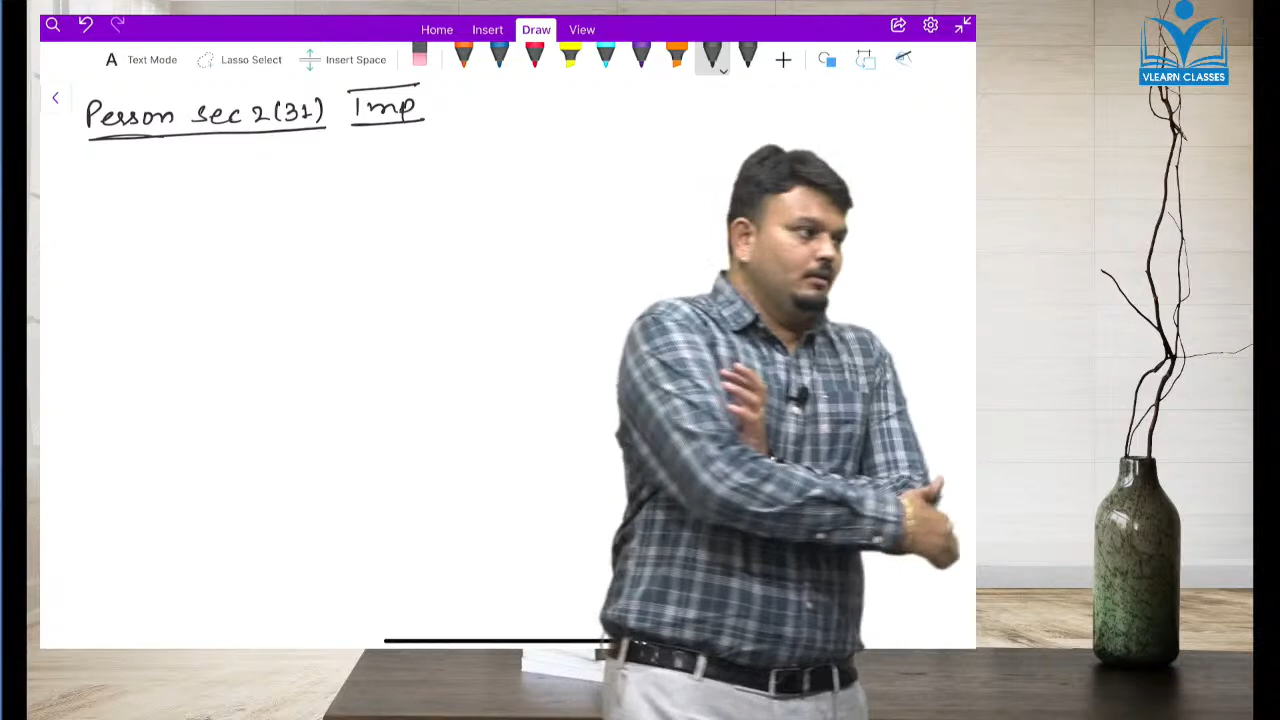 Home Insert Draw View
VLEARN CLASSES
A Text Mode Lasso Select Insert Space
Person sec 2(31) Imp